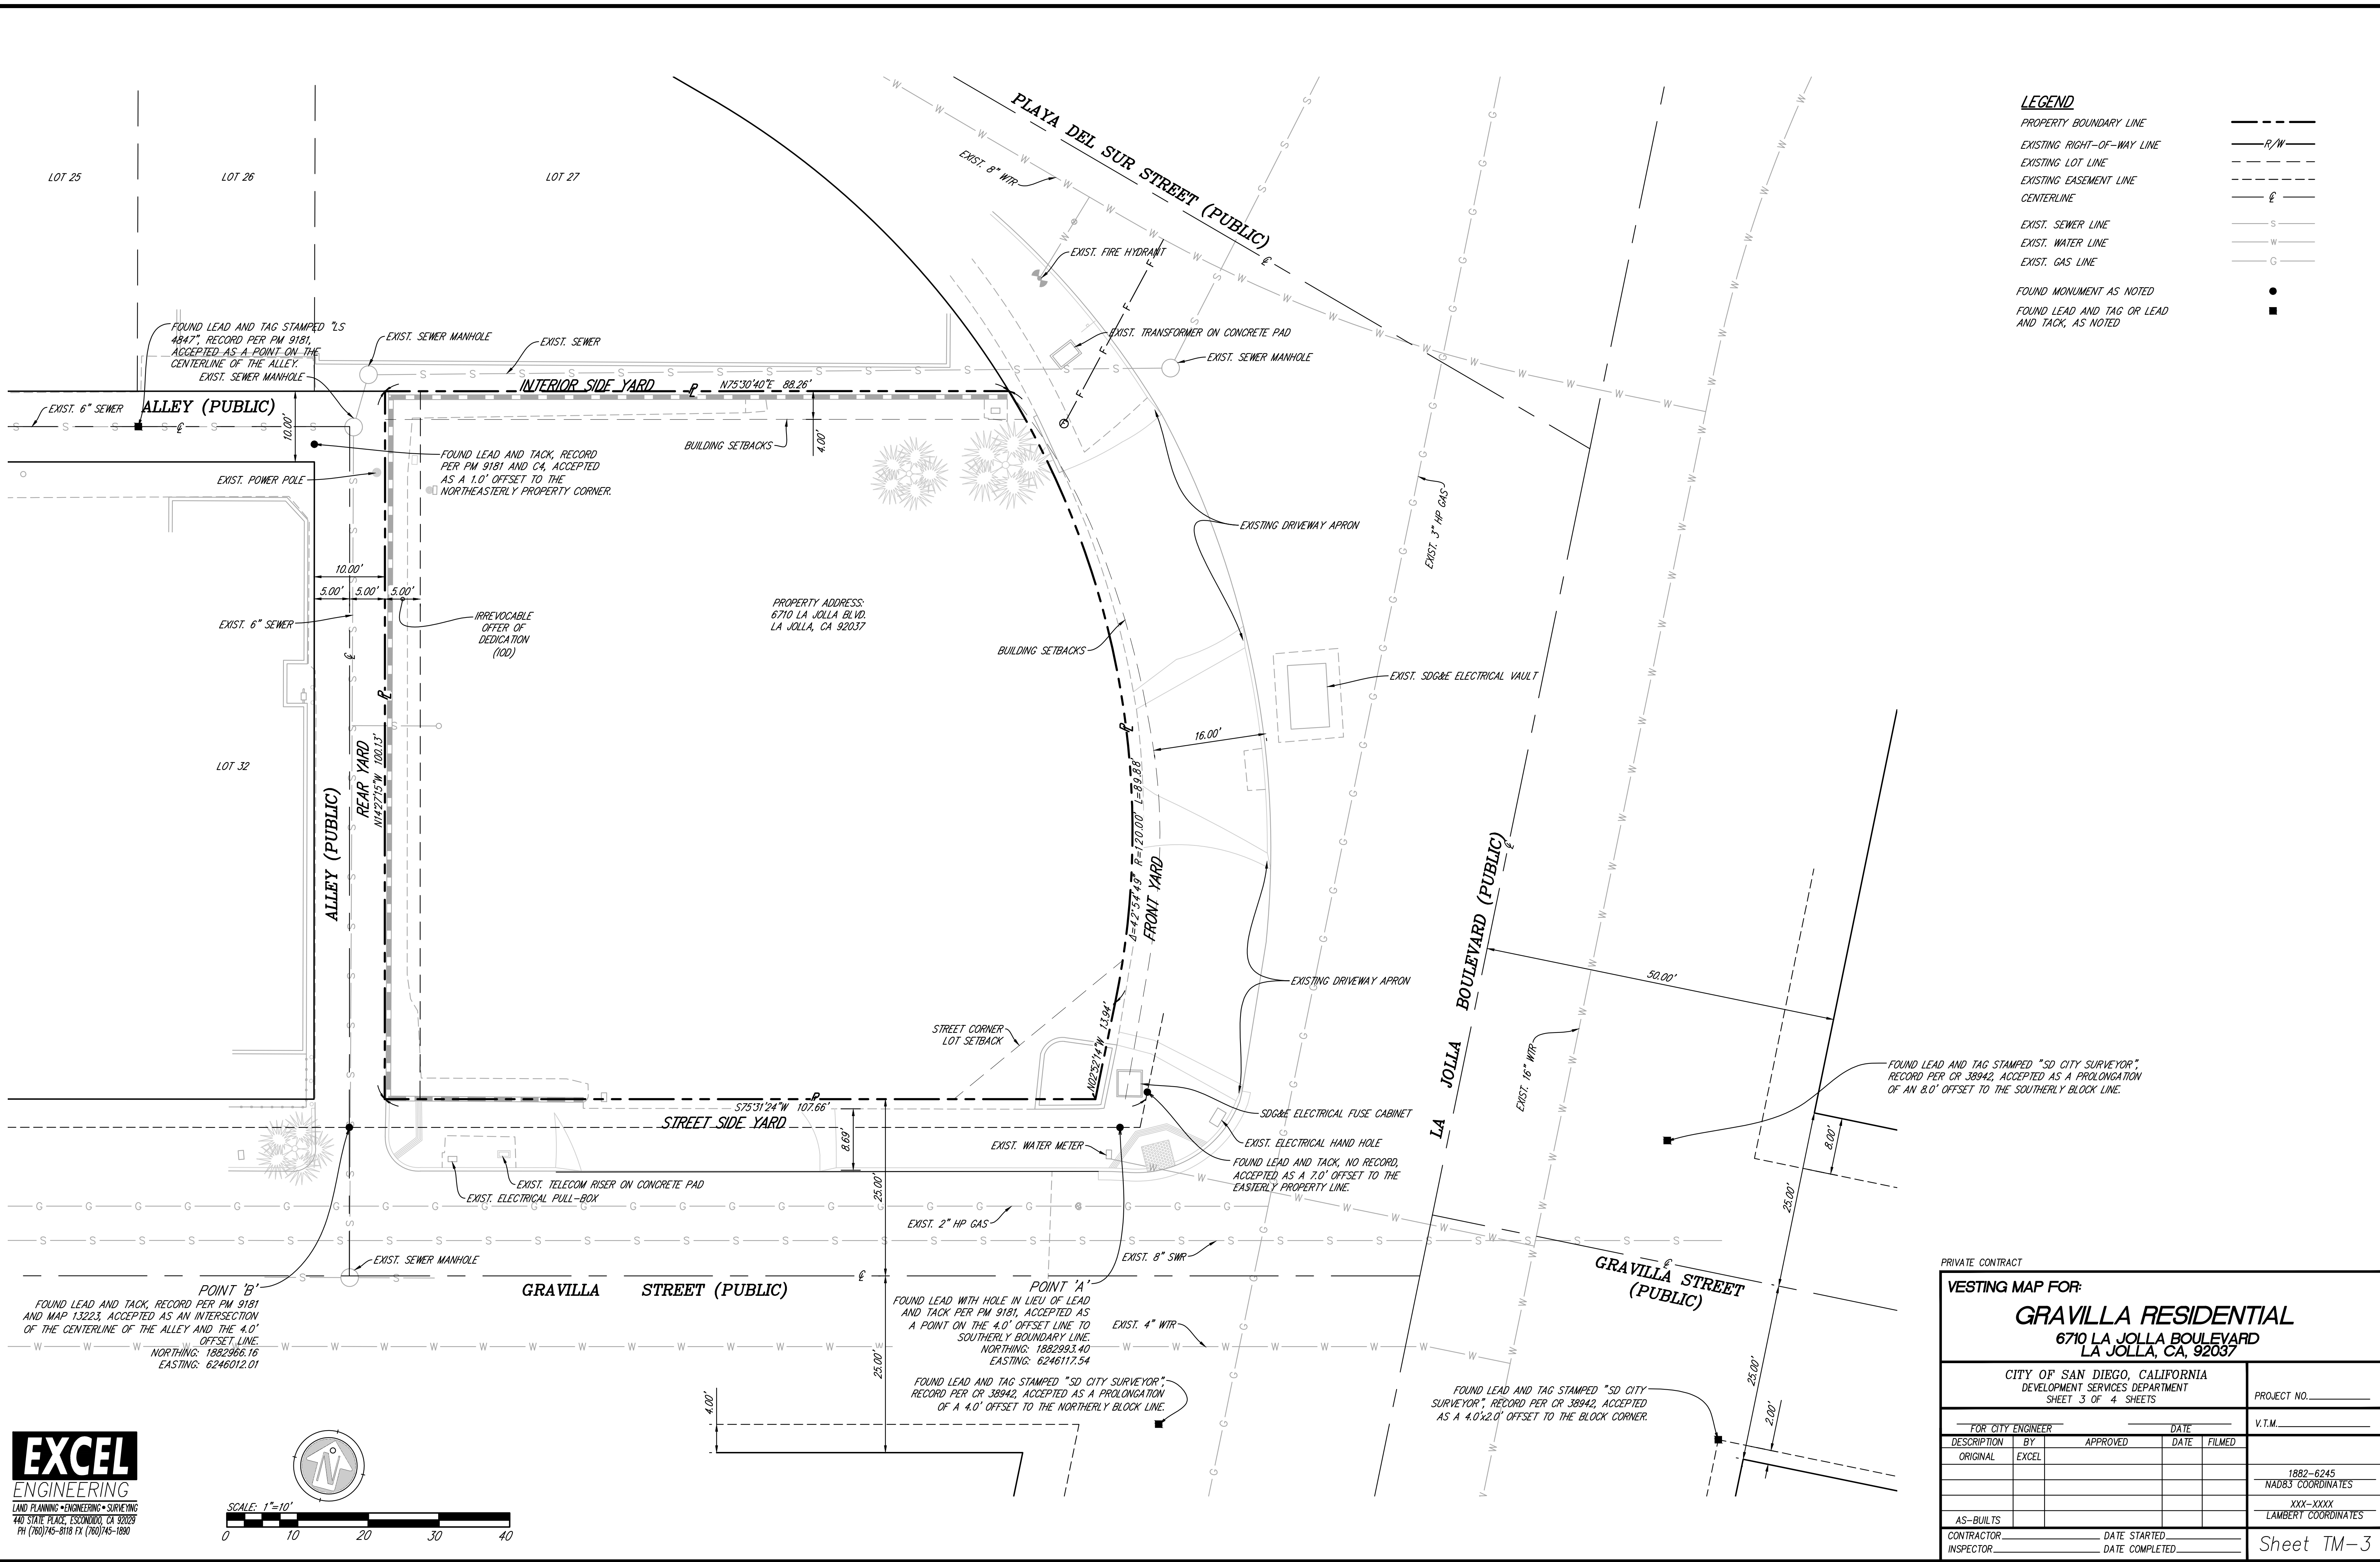 PLAYA DEL SUR STREET (PUBLIC)
LEGEND
PROPERTY BOUNDARY LINE
EXISTING RIGHT-OF-WAY LINE
R/W
EXISTING LOT LINE
EXISTING EASEMENT LINE
CENTERLINE
EXIST. SEWER LINE
S
EXIST. WATER LINE
W
EXIST. GAS LINE
G
FOUND MONUMENT AS NOTED
FOUND LEAD AND TAG OR LEAD
AND TACK, AS NOTED
LOT 25
LOT 26
LOT 27
EXIST. 8" WTR
EXIST. FIRE HYDRANT
EXIST. TRANSFORMER ON CONCRETE PAD
EXIST. SEWER MANHOLE
FOUND LEAD AND TAG STAMPED "LS
4847", RECORD PER PM 9181,
ACCEPTED AS A POINT ON THE
CENTERLINE OF THE ALLEY.
EXIST. SEWER MANHOLE
EXIST. SEWER MANHOLE
EXIST. SEWER
INTERIOR SIDE YARD
N75°30'40"E 88.26'
EXIST. 6" SEWER
ALLEY (PUBLIC)
10.00'
BUILDING SETBACKS
4.00'
FOUND LEAD AND TACK, RECORD
PER PM 9181 AND C4, ACCEPTED
AS A 1.0' OFFSET TO THE
NORTHEASTERLY PROPERTY CORNER.
EXIST. POWER POLE
EXISTING DRIVEWAY APRON
EXIST. 3" HP GAS
10.00'
5.00' 5.00' 5.00'
EXIST. 6" SEWER
IRREVOCABLE
OFFER OF
DEDICATION
(IOD)
PROPERTY ADDRESS:
6710 LA JOLLA BLVD.
LA JOLLA, CA 92037
BUILDING SETBACKS
EXIST. SDG&E ELECTRICAL VAULT
16.00'
LOT 32
ALLEY (PUBLIC)
REAR YARD
N14°27'15"W 100.13'
Δ=42°54'49" R=120.00' L=89.88'
FRONT YARD
LA JOLLA BOULEVARD (PUBLIC)
50.00'
EXISTING DRIVEWAY APRON
STREET CORNER
LOT SETBACK
N02°52'14"W 13.94'
EXIST. 16" WTR
FOUND LEAD AND TAG STAMPED "SD CITY SURVEYOR",
RECORD PER CR 38942, ACCEPTED AS A PROLONGATION
OF AN 8.0' OFFSET TO THE SOUTHERLY BLOCK LINE.
S75°31'24"W 107.66'
STREET SIDE YARD
8.69'
SDG&E ELECTRICAL FUSE CABINET
EXIST. WATER METER
EXIST. ELECTRICAL HAND HOLE
8.00'
FOUND LEAD AND TACK, NO RECORD,
ACCEPTED AS A 7.0' OFFSET TO THE
EASTERLY PROPERTY LINE.
EXIST. TELECOM RISER ON CONCRETE PAD
EXIST. ELECTRICAL PULL-BOX
25.00'
25.00'
EXIST. 2" HP GAS
EXIST. 8" SWR
EXIST. SEWER MANHOLE
GRAVILLA STREET (PUBLIC)
GRAVILLA STREET
(PUBLIC)
POINT 'B'
FOUND LEAD AND TACK, RECORD PER PM 9181
AND MAP 13223, ACCEPTED AS AN INTERSECTION
OF THE CENTERLINE OF THE ALLEY AND THE 4.0'
OFFSET LINE.
NORTHING: 1882966.16
EASTING: 6246012.01
POINT 'A'
FOUND LEAD WITH HOLE IN LIEU OF LEAD
AND TACK PER PM 9181, ACCEPTED AS
A POINT ON THE 4.0' OFFSET LINE TO
SOUTHERLY BOUNDARY LINE.
NORTHING: 1882993.40
EASTING: 6246117.54
EXIST. 4" WTR
25.00'
25.00'
4.00'
FOUND LEAD AND TAG STAMPED "SD CITY SURVEYOR",
RECORD PER CR 38942, ACCEPTED AS A PROLONGATION
OF A 4.0' OFFSET TO THE NORTHERLY BLOCK LINE.
FOUND LEAD AND TAG STAMPED "SD CITY
SURVEYOR", RECORD PER CR 38942, ACCEPTED
AS A 4.0'x2.0' OFFSET TO THE BLOCK CORNER.
2.00'
EXCEL
ENGINEERING
LAND PLANNING • ENGINEERING • SURVEYING
440 STATE PLACE, ESCONDIDO, CA 92029
PH (760)745-8118 FX (760)745-1890
N
SCALE: 1"=10'
0 10 20 30 40
PRIVATE CONTRACT
VESTING MAP FOR:
GRAVILLA RESIDENTIAL
6710 LA JOLLA BOULEVARD
LA JOLLA, CA, 92037
CITY OF SAN DIEGO, CALIFORNIA
DEVELOPMENT SERVICES DEPARTMENT
SHEET 3 OF 4 SHEETS
PROJECT NO.
FOR CITY ENGINEER DATE
V.T.M.
DESCRIPTION BY APPROVED DATE FILMED
ORIGINAL EXCEL
1882-6245
NAD83 COORDINATES
XXX-XXXX
LAMBERT COORDINATES
AS-BUILTS
CONTRACTOR DATE STARTED
INSPECTOR DATE COMPLETED
Sheet TM-3